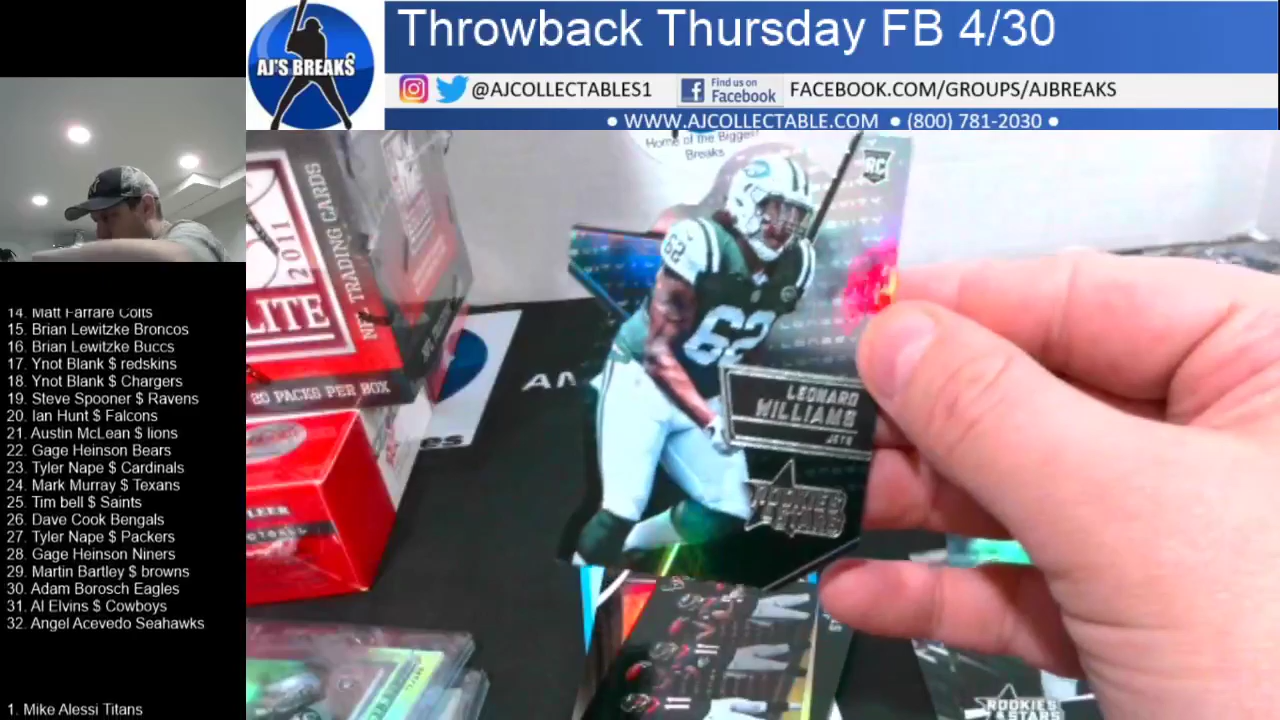 Throwback Thursday FB 4/30
AJ'S BREAKS
@AJCOLLECTABLES1
Find us on
Facebook
FACEBOOK.COM/GROUPS/AJBREAKS
• WWW.AJCOLLECTABLE.COM • (800) 781-2030 •
Home of the Biggest
Breaks
RC
2011
TRADING CARDS
20 PACKS PER BOX
62
62
LEONARD
WILLIAMS
JETS
ROOKIES
& STARS
ROOKIES
& STARS
14. Matt Farrare Colts
15. Brian Lewitzke Broncos
16. Brian Lewitzke Buccs
17. Ynot Blank $ redskins
18. Ynot Blank $ Chargers
19. Steve Spooner $ Ravens
20. Ian Hunt $ Falcons
21. Austin McLean $ lions
22. Gage Heinson Bears
23. Tyler Nape $ Cardinals
24. Mark Murray $ Texans
25. Tim bell $ Saints
26. Dave Cook Bengals
27. Tyler Nape $ Packers
28. Gage Heinson Niners
29. Martin Bartley $ browns
30. Adam Borosch Eagles
31. Al Elvins $ Cowboys
32. Angel Acevedo Seahawks
1. Mike Alessi Titans